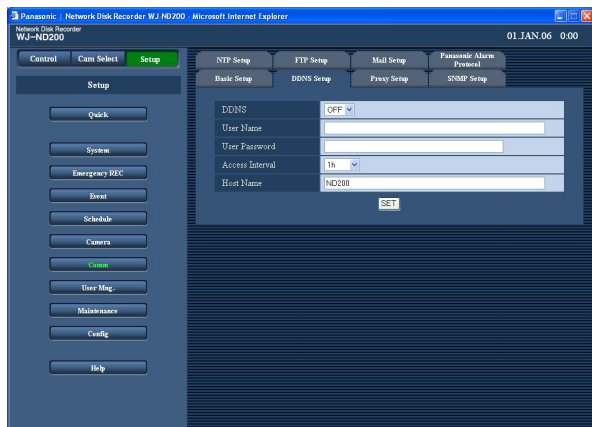 Panasonic | Network Disk Recorder WJ-ND200 - Microsoft Internet Explorer
Network Disk Recorder
WJ-ND200
01.JAN.06 0:00
Control Cam Select Setup
Setup
Quick
System
Emergency REC
Event
Schedule
Camera
Comm
User Mng.
Maintenance
Config
Help
NTP Setup FTP Setup Mail Setup Panasonic Alarm Protocol
Basic Setup DDNS Setup Proxy Setup SNMP Setup
DDNS OFF
User Name
User Password
Access Interval 1h
Host Name ND200
SET